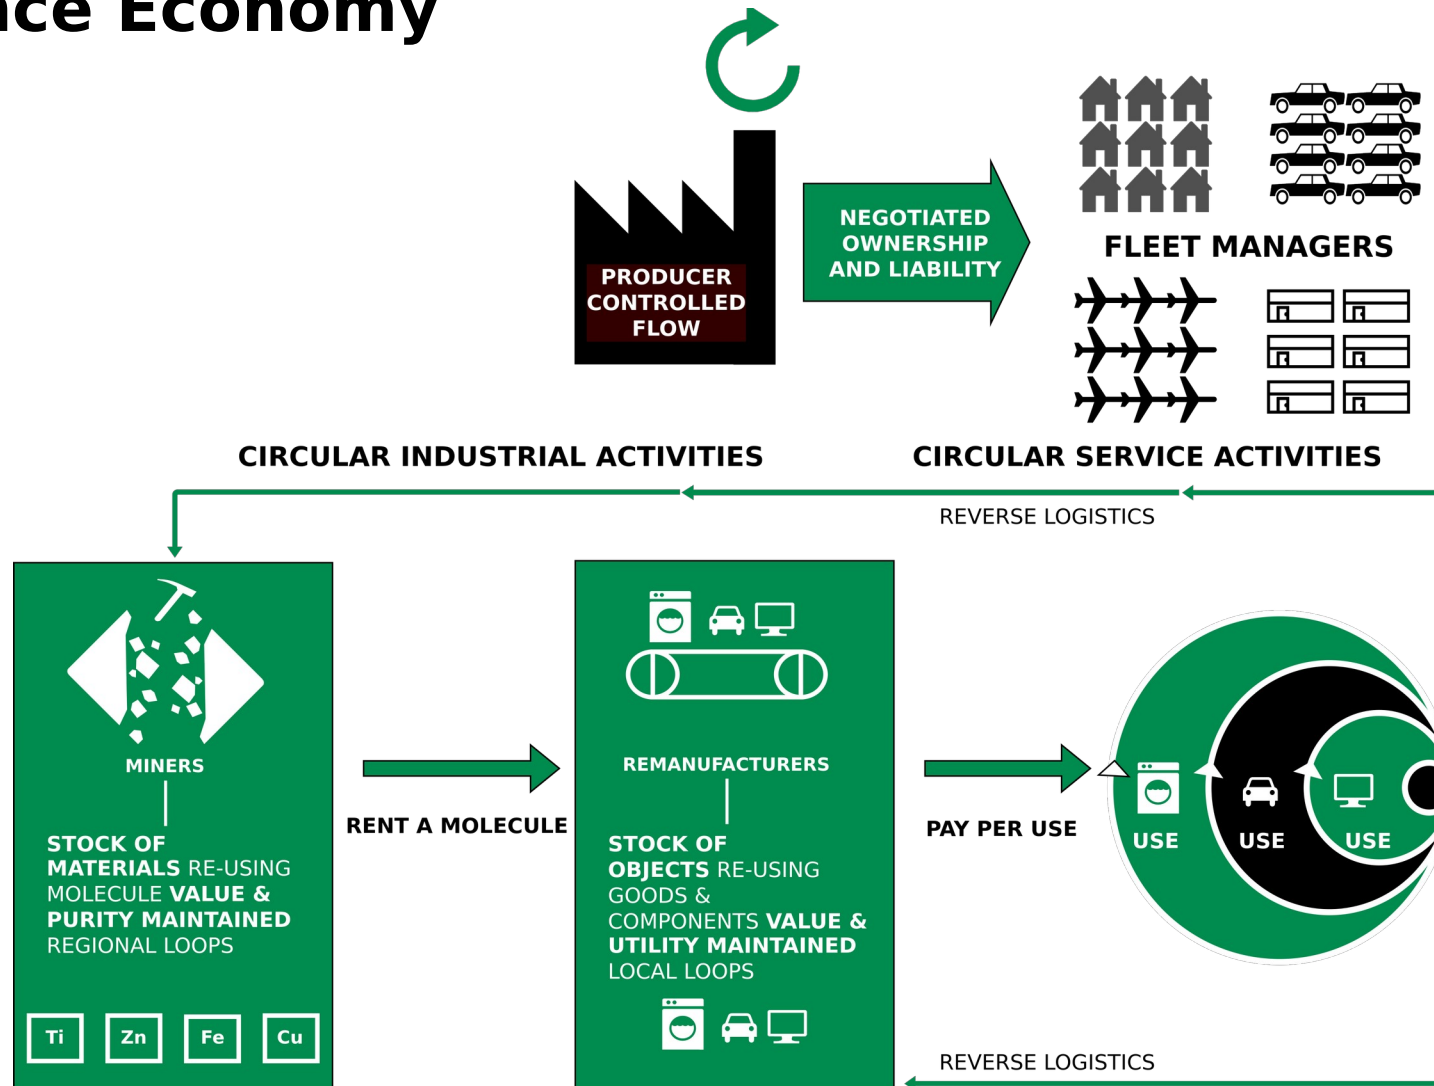 Economy
PRODUCER
CONTROLLED
FLOW
NEGOTIATED
OWNERSHIP
AND LIABILITY
FLEET MANAGERS
CIRCULAR INDUSTRIAL ACTIVITIES
CIRCULAR SERVICE ACTIVITIES
REVERSE LOGISTICS
MINERS
STOCK OF
MATERIALS RE-USING
MOLECULE VALUE &
PURITY MAINTAINED
REGIONAL LOOPS
Ti
Zn
Fe
Cu
RENT A MOLECULE
REMANUFACTURERS
STOCK OF
OBJECTS RE-USING
GOODS &
COMPONENTS VALUE &
UTILITY MAINTAINED
LOCAL LOOPS
PAY PER USE
USE
USE
USE
REVERSE LOGISTICS